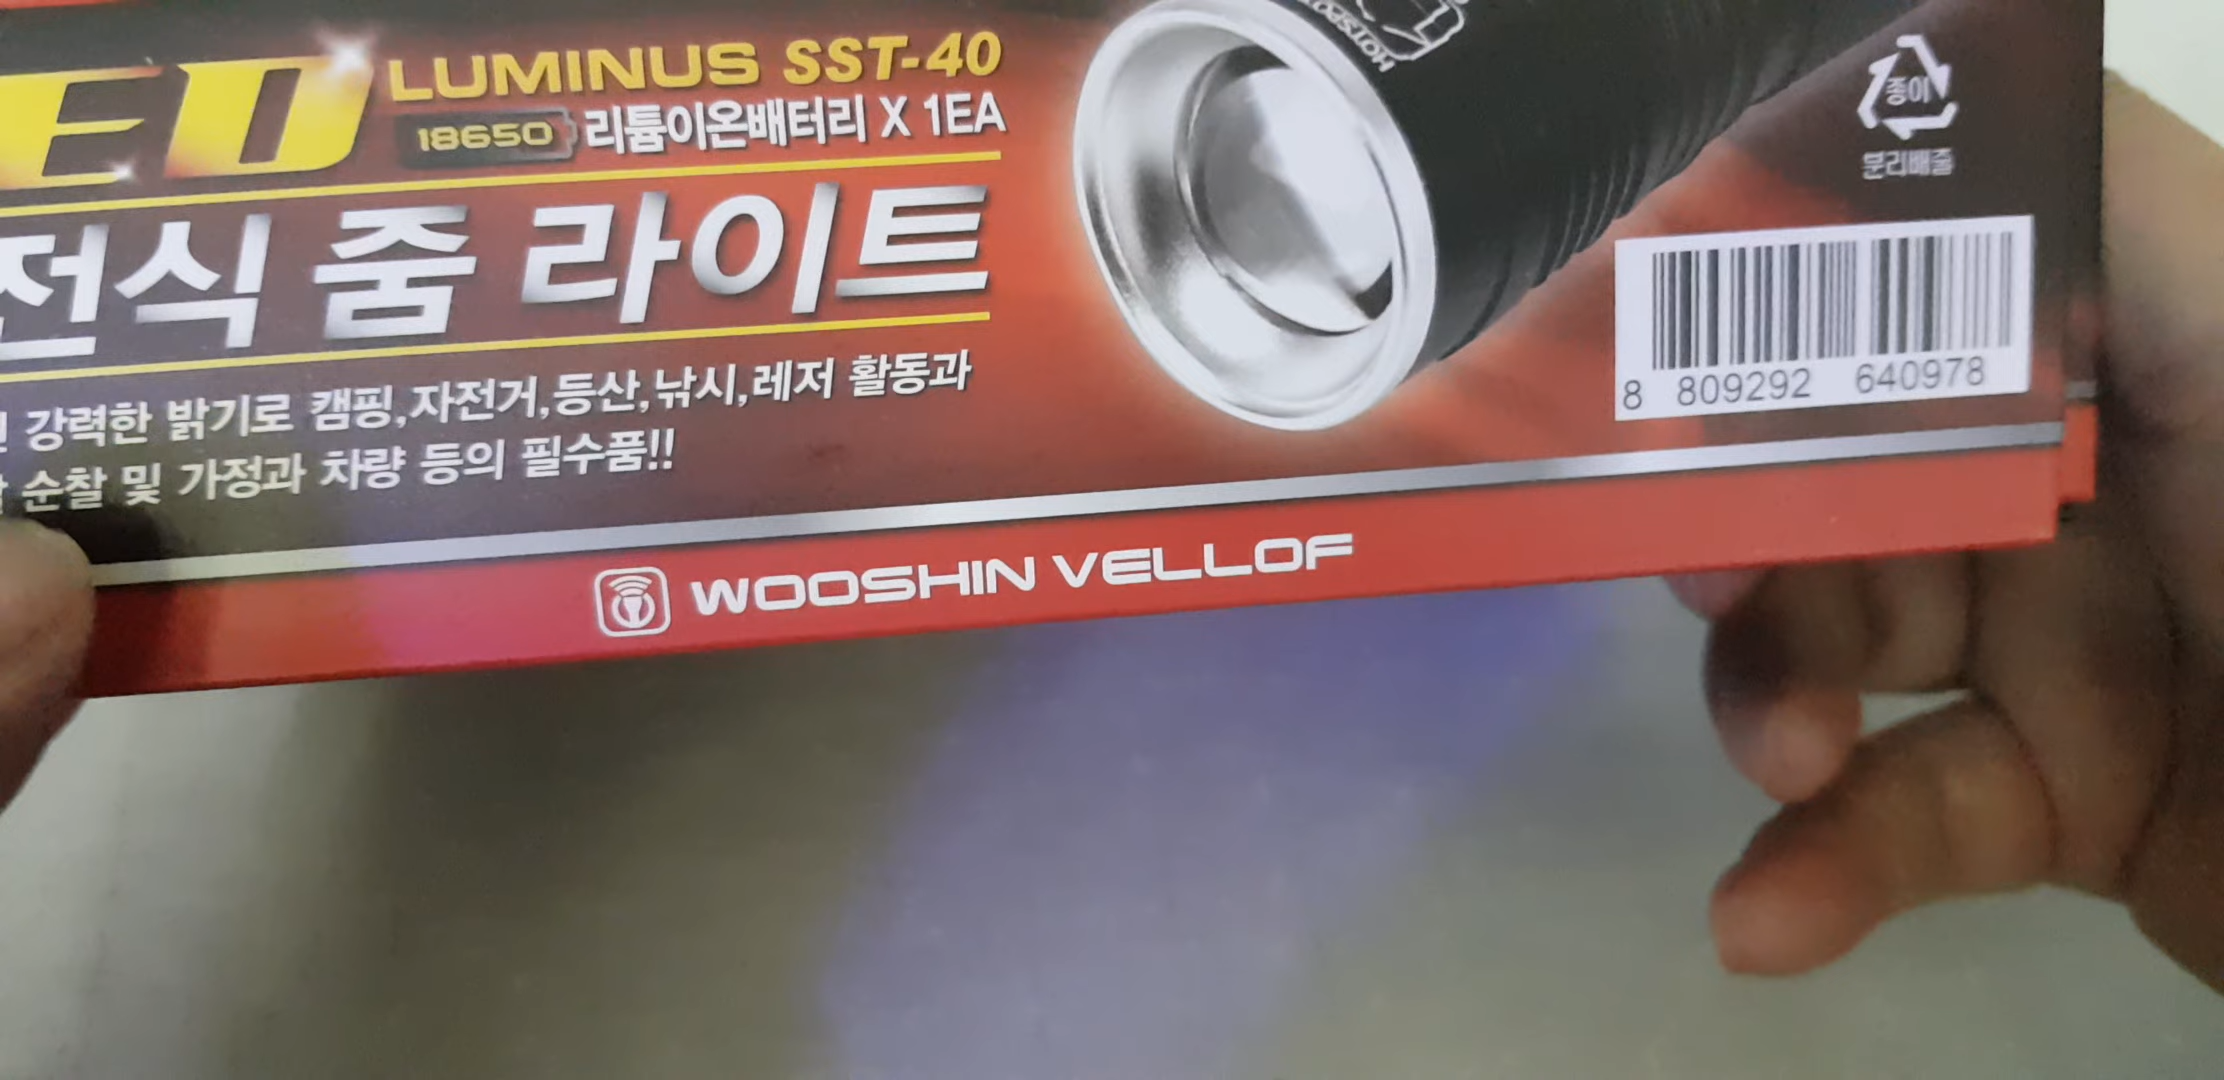 ED
LUMINUS SST-40
18650 리튬이온배터리 X 1EA
전식 줌 라이트
강력한 밝기로 캠핑,자전거,등산,낚시,레저 활동과
순찰 및 가정과 차량 등의 필수품!!
WOOSHIN VELLOF
HOTSPOT
종이
분리배출
8 809292 640978